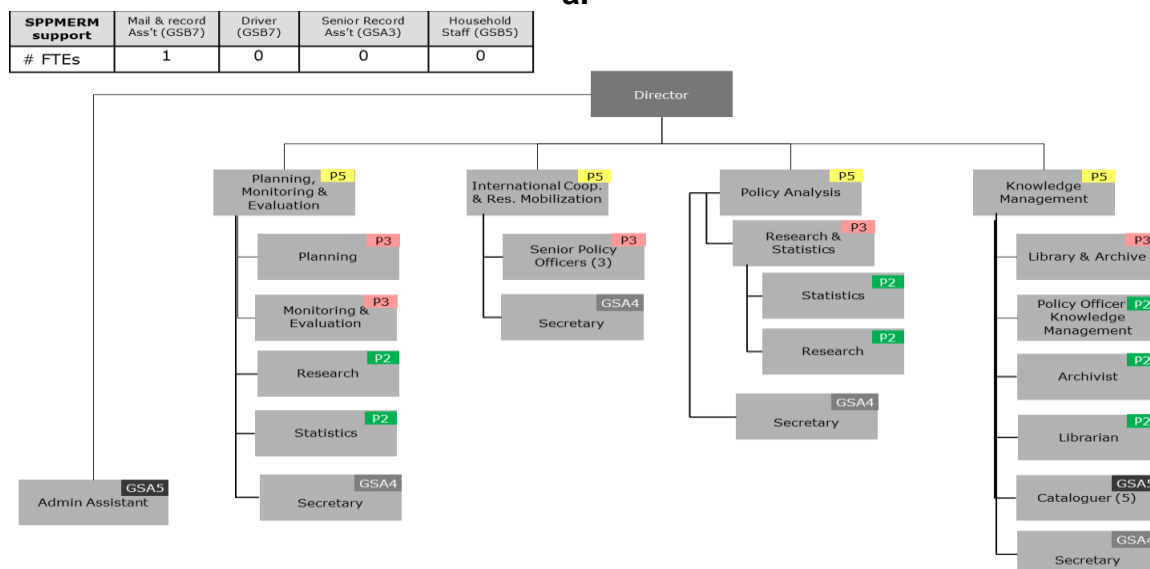 a.
SPPMERM support
Mail & record Ass't (GSB7)
Driver (GSB7)
Senior Record Ass't (GSA3)
Household Staff (GSB5)
# FTEs
1
0
0
0
Director
P5
Planning,
Monitoring &
Evaluation
P5
International Coop.
& Res. Mobilization
P5
Policy Analysis
P5
Knowledge
Management
P3
Planning
P3
Monitoring &
Evaluation
P2
Research
P2
Statistics
GSA4
Secretary
P3
Senior Policy
Officers (3)
GSA4
Secretary
P3
Research &
Statistics
P2
Statistics
P2
Research
GSA4
Secretary
P3
Library & Archive
P2
Policy Officer
Knowledge
Management
P2
Archivist
P2
Librarian
GSA5
Cataloguer (5)
GSA4
Secretary
GSA5
Admin Assistant